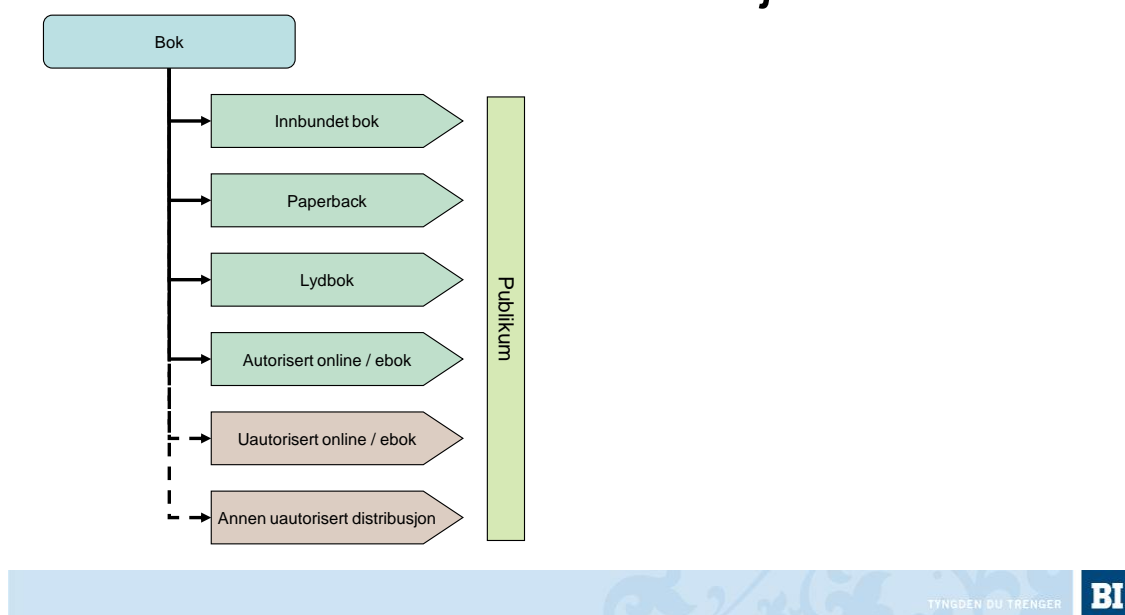 Bok
Innbundet bok
Paperback
Lydbok
Autorisert online / ebok
Uautorisert online / ebok
Annen uautorisert distribusjon
Publikum
TYNGDEN DU TRENGER
BI